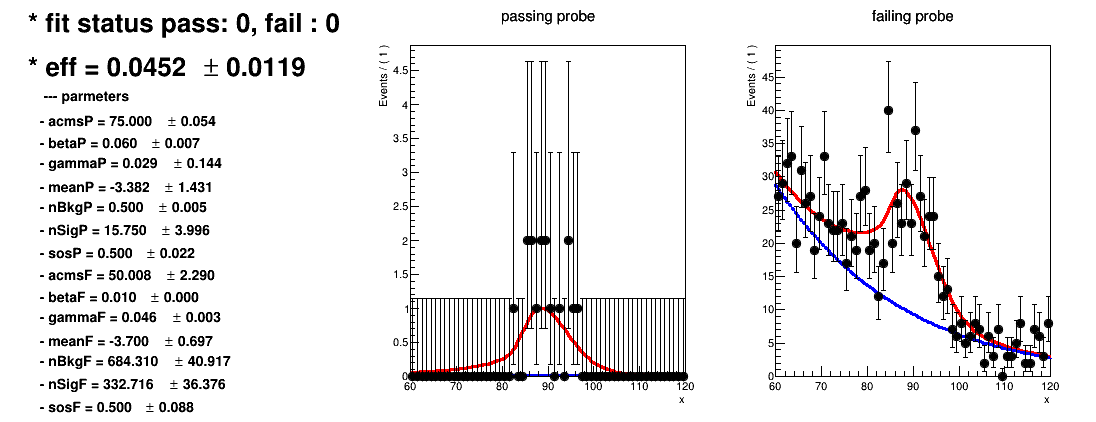 * fit status pass: 0, fail : 0
* eff = 0.0452 ± 0.0119
--- parmeters
- acmsP = 75.000 ± 0.054
- betaP = 0.060 ± 0.007
- gammaP = 0.029 ± 0.144
- meanP = -3.382 ± 1.431
- nBkgP = 0.500 ± 0.005
- nSigP = 15.750 ± 3.996
- sosP = 0.500 ± 0.022
- acmsF = 50.008 ± 2.290
- betaF = 0.010 ± 0.000
- gammaF = 0.046 ± 0.003
- meanF = -3.700 ± 0.697
- nBkgF = 684.310 ± 40.917
- nSigF = 332.716 ± 36.376
- sosF = 0.500 ± 0.088
passing probe
Events / ( 1 )
4.5
4
3.5
3
2.5
2
1.5
1
0.5
0
60 70 80 90 100 110 120
x
failing probe
Events / ( 1 )
45
40
35
30
25
20
15
10
5
0
60 70 80 90 100 110 120
x